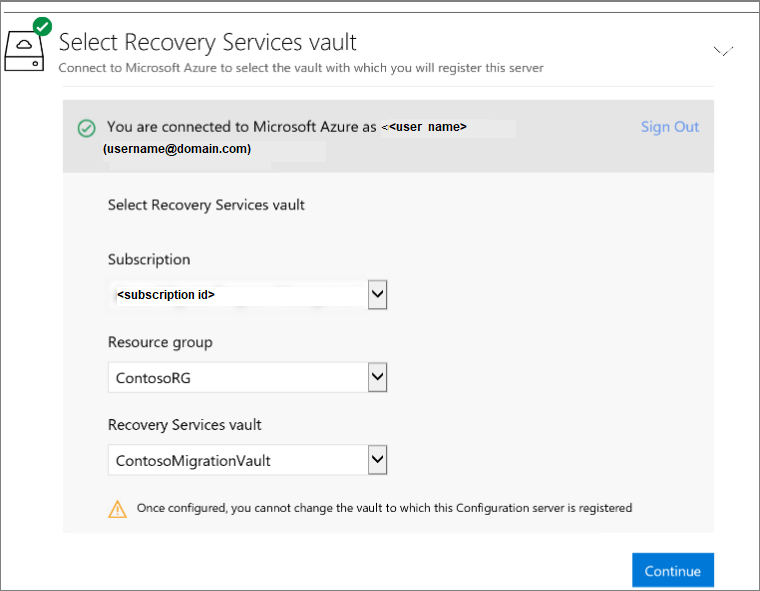 Select Recovery Services vault
Connect to Microsoft Azure to select the vault with which you will register this server
You are connected to Microsoft Azure as <<user name>
Sign Out
(username@domain.com)
Select Recovery Services vault
Subscription
<subscription id>
Resource group
ContosoRG
Recovery Services vault
ContosoMigrationVault
Once configured, you cannot change the vault to which this Configuration server is registered
Continue